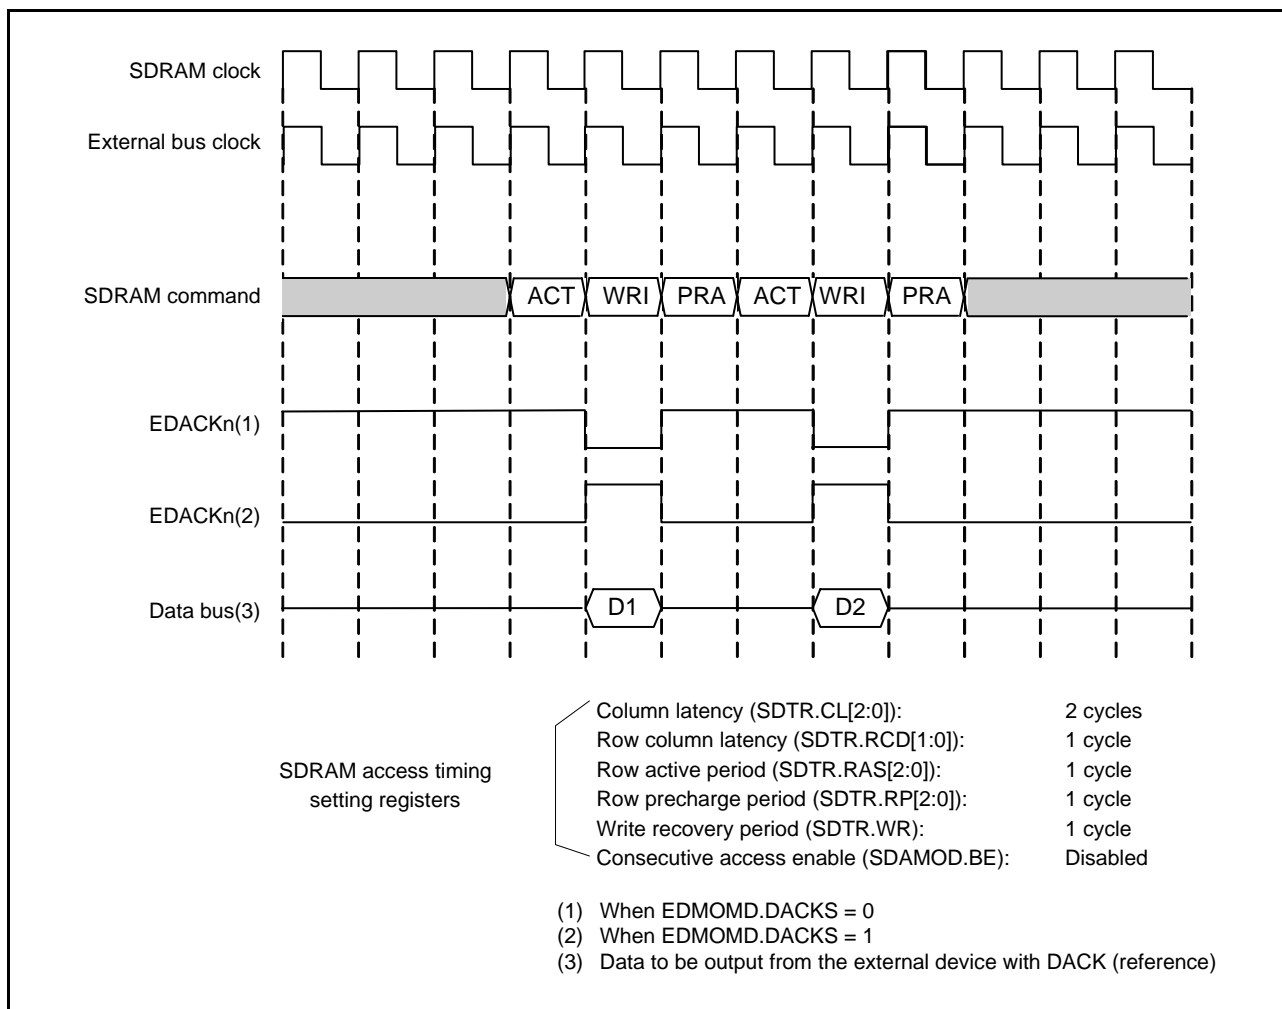 SDRAM clock
External bus clock
SDRAM command
ACT WRI PRA ACT WRI PRA
EDACKn(1)
EDACKn(2)
Data bus(3)
D1 D2
SDRAM access timing
setting registers
Column latency (SDTR.CL[2:0]): 2 cycles
Row column latency (SDTR.RCD[1:0]): 1 cycle
Row active period (SDTR.RAS[2:0]): 1 cycle
Row precharge period (SDTR.RP[2:0]): 1 cycle
Write recovery period (SDTR.WR): 1 cycle
Consecutive access enable (SDAMOD.BE): Disabled
(1) When EDMOMD.DACKS = 0
(2) When EDMOMD.DACKS = 1
(3) Data to be output from the external device with DACK (reference)